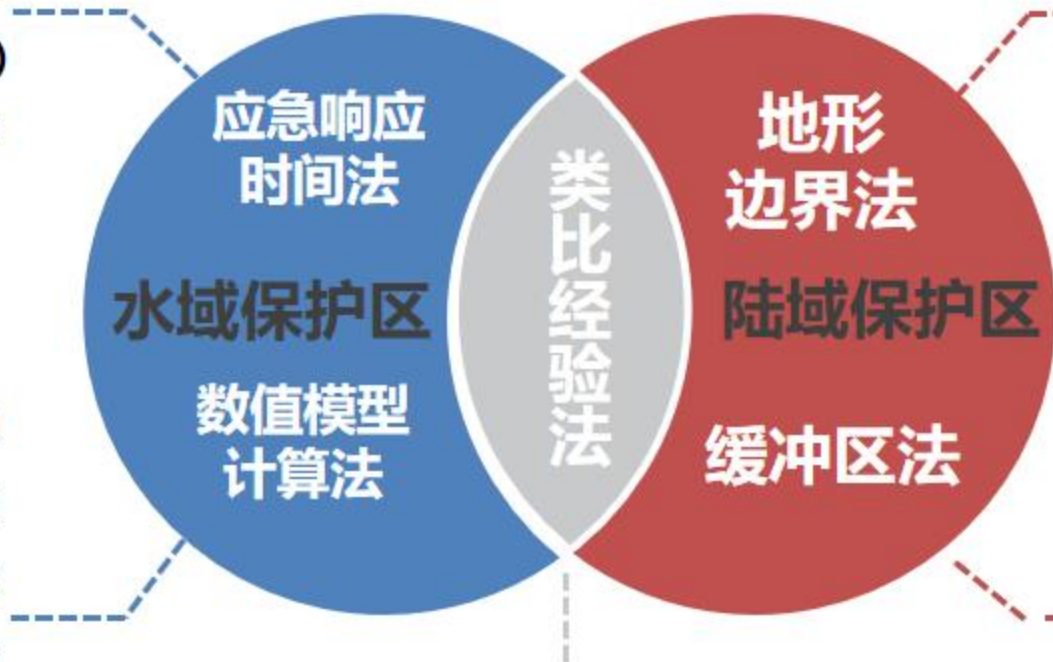 )
应急响应
时间法
水域保护区
数值模型
计算法
类比经验法
地形
边界法
陆域保护区
缓冲区法